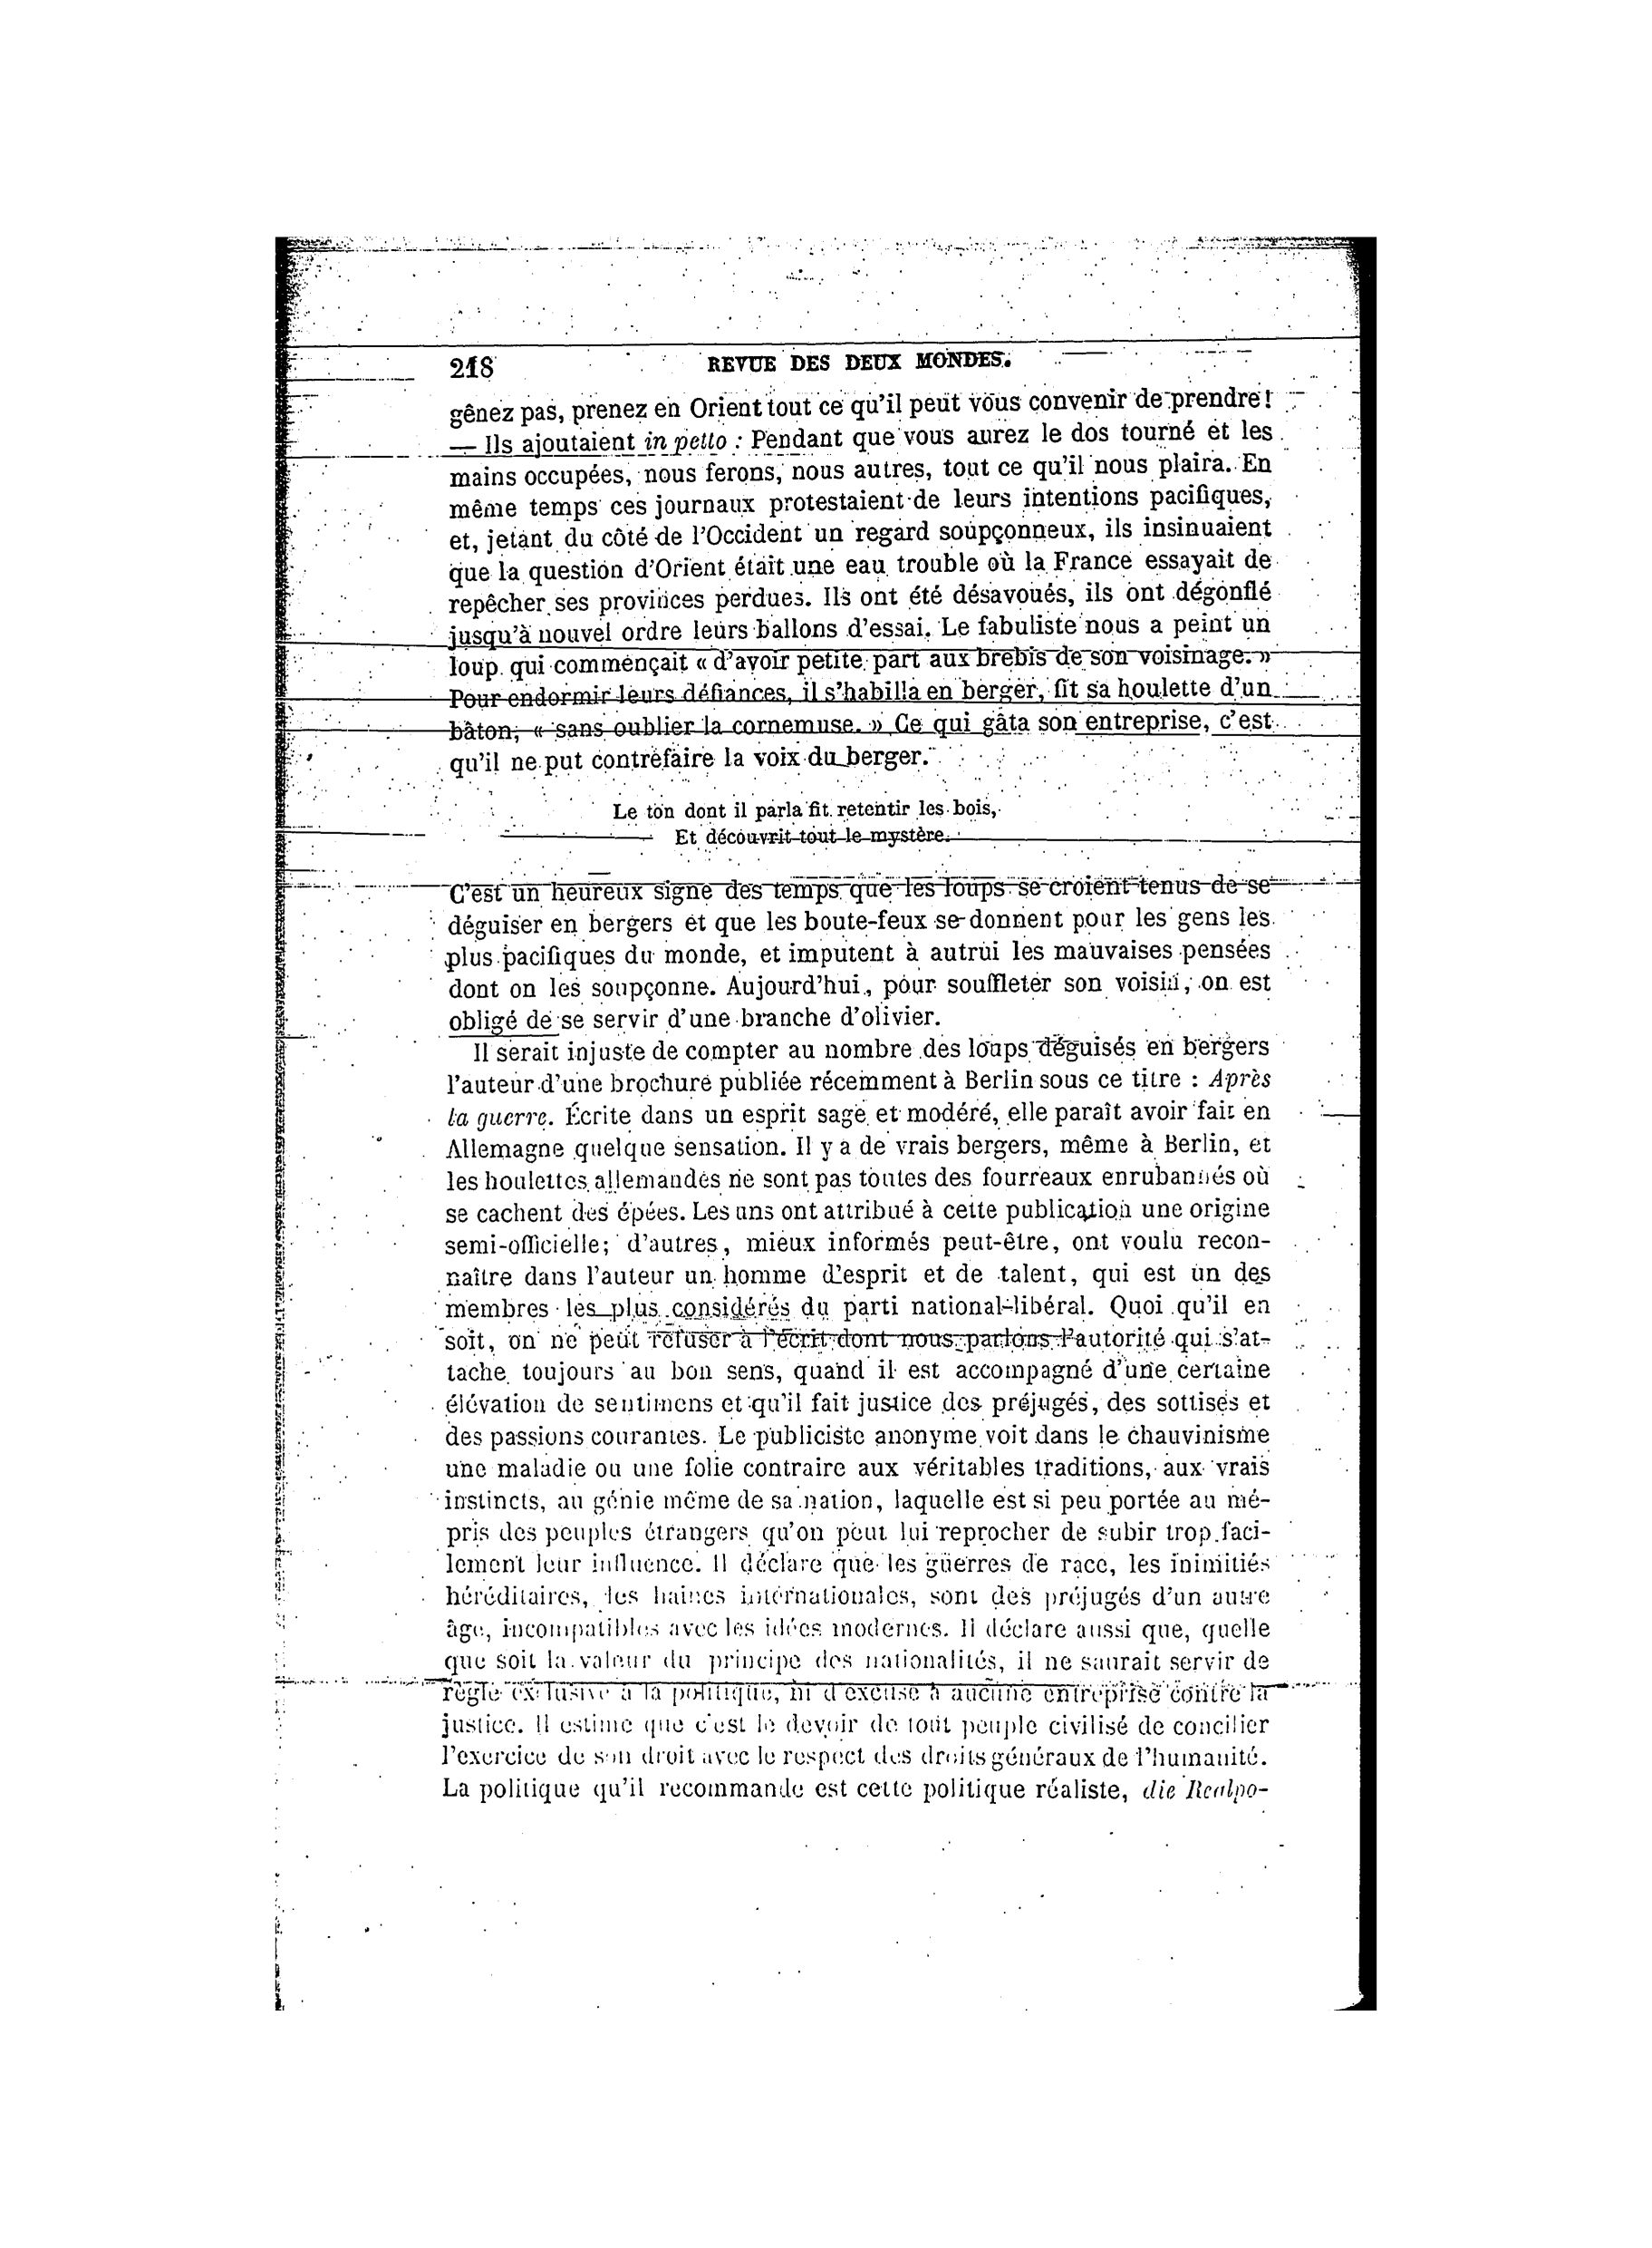 218 REVUE DES DEUX MONDES.
gênez pas, prenez en Orient tout ce qu'il peut vous convenir de prendre!
— Ils ajoutaient in petto : Pendant que vous aurez le dos tourné et les
mains occupées, nous ferons, nous autres, tout ce qu'il nous plaira. En
même temps ces journaux protestaient de leurs intentions pacifiques,
et, jetant du côté de l'Occident un regard soupçonneux, ils insinuaient
que la question d'Orient était une eau trouble où la France essayait de
repêcher ses provinces perdues. Ils ont été désavoués, ils ont dégonflé
jusqu'à nouvel ordre leurs ballons d'essai. Le fabuliste nous a peint un
loup qui commençait « d'avoir petite part aux brebis de son voisinage. »
Pour endormir leurs défiances, il s'habilla en berger, fit sa houlette d'un
bâton, « sans oublier la cornemuse. » Ce qui gâta son entreprise, c'est
qu'il ne put contrefaire la voix du berger.
Le ton dont il parla fit retentir les bois,
Et découvrit tout le mystère.
C'est un heureux signe des temps que les loups se croient tenus de se
déguiser en bergers et que les boute-feux se donnent pour les gens les
plus pacifiques du monde, et imputent à autrui les mauvaises pensées
dont on les soupçonne. Aujourd'hui, pour souffleter son voisin, on est
obligé de se servir d'une branche d'olivier.
Il serait injuste de compter au nombre des loups déguisés en bergers
l'auteur d'une brochure publiée récemment à Berlin sous ce titre : Après
la guerre. Écrite dans un esprit sage et modéré, elle paraît avoir fait en
Allemagne quelque sensation. Il y a de vrais bergers, même à Berlin, et
les houlettes allemandes ne sont pas toutes des fourreaux enrubannés où
se cachent des épées. Les uns ont attribué à cette publication une origine
semi-officielle; d'autres, mieux informés peut-être, ont voulu recon-
naître dans l'auteur un homme d'esprit et de talent, qui est un des
membres les plus considérés du parti national-libéral. Quoi qu'il en
soit, on ne peut refuser à l'écrit dont nous parlons l'autorité qui s'at-
tache toujours au bon sens, quand il est accompagné d'une certaine
élévation de sentimens et qu'il fait justice des préjugés, des sottises et
des passions courantes. Le publiciste anonyme voit dans le chauvinisme
une maladie ou une folie contraire aux véritables traditions, aux vrais
instincts, au génie même de sa nation, laquelle est si peu portée au mé-
pris des peuples étrangers qu'on peut lui reprocher de subir trop faci-
lement leur influence. Il déclare que les guerres de race, les inimitiés
héréditaires, les haines internationales, sont des préjugés d'un autre
âge, incompatibles avec les idées modernes. Il déclare aussi que, quelle
que soit la valeur du principe des nationalités, il ne saurait servir de
règle exclusive à la politique, ni d'excuse à aucune entreprise contre la
justice. Il estime que c'est le devoir de tout peuple civilisé de concilier
l'exercice de son droit avec le respect des droits généraux de l'humanité.
La politique qu'il recommande est cette politique réaliste, die Realpo-